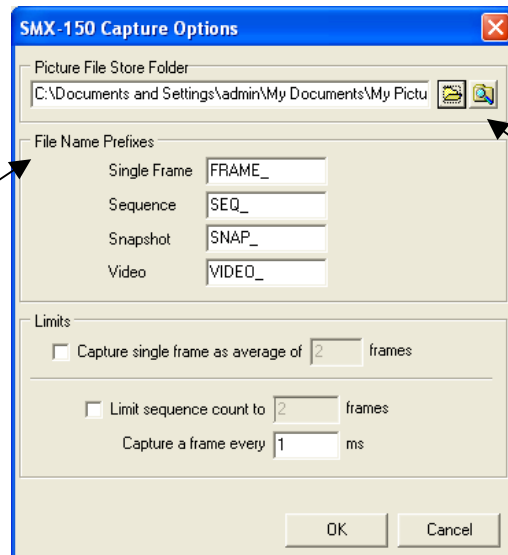 SMX-150 Capture Options
Picture File Store Folder
C:\Documents and Settings\admin\My Documents\My Pictu
File Name Prefixes
Single Frame FRAME_
Sequence SEQ_
Snapshot SNAP_
Video VIDEO_
Limits
Capture single frame as average of 2 frames
Limit sequence count to 2 frames
Capture a frame every 1 ms
OK Cancel